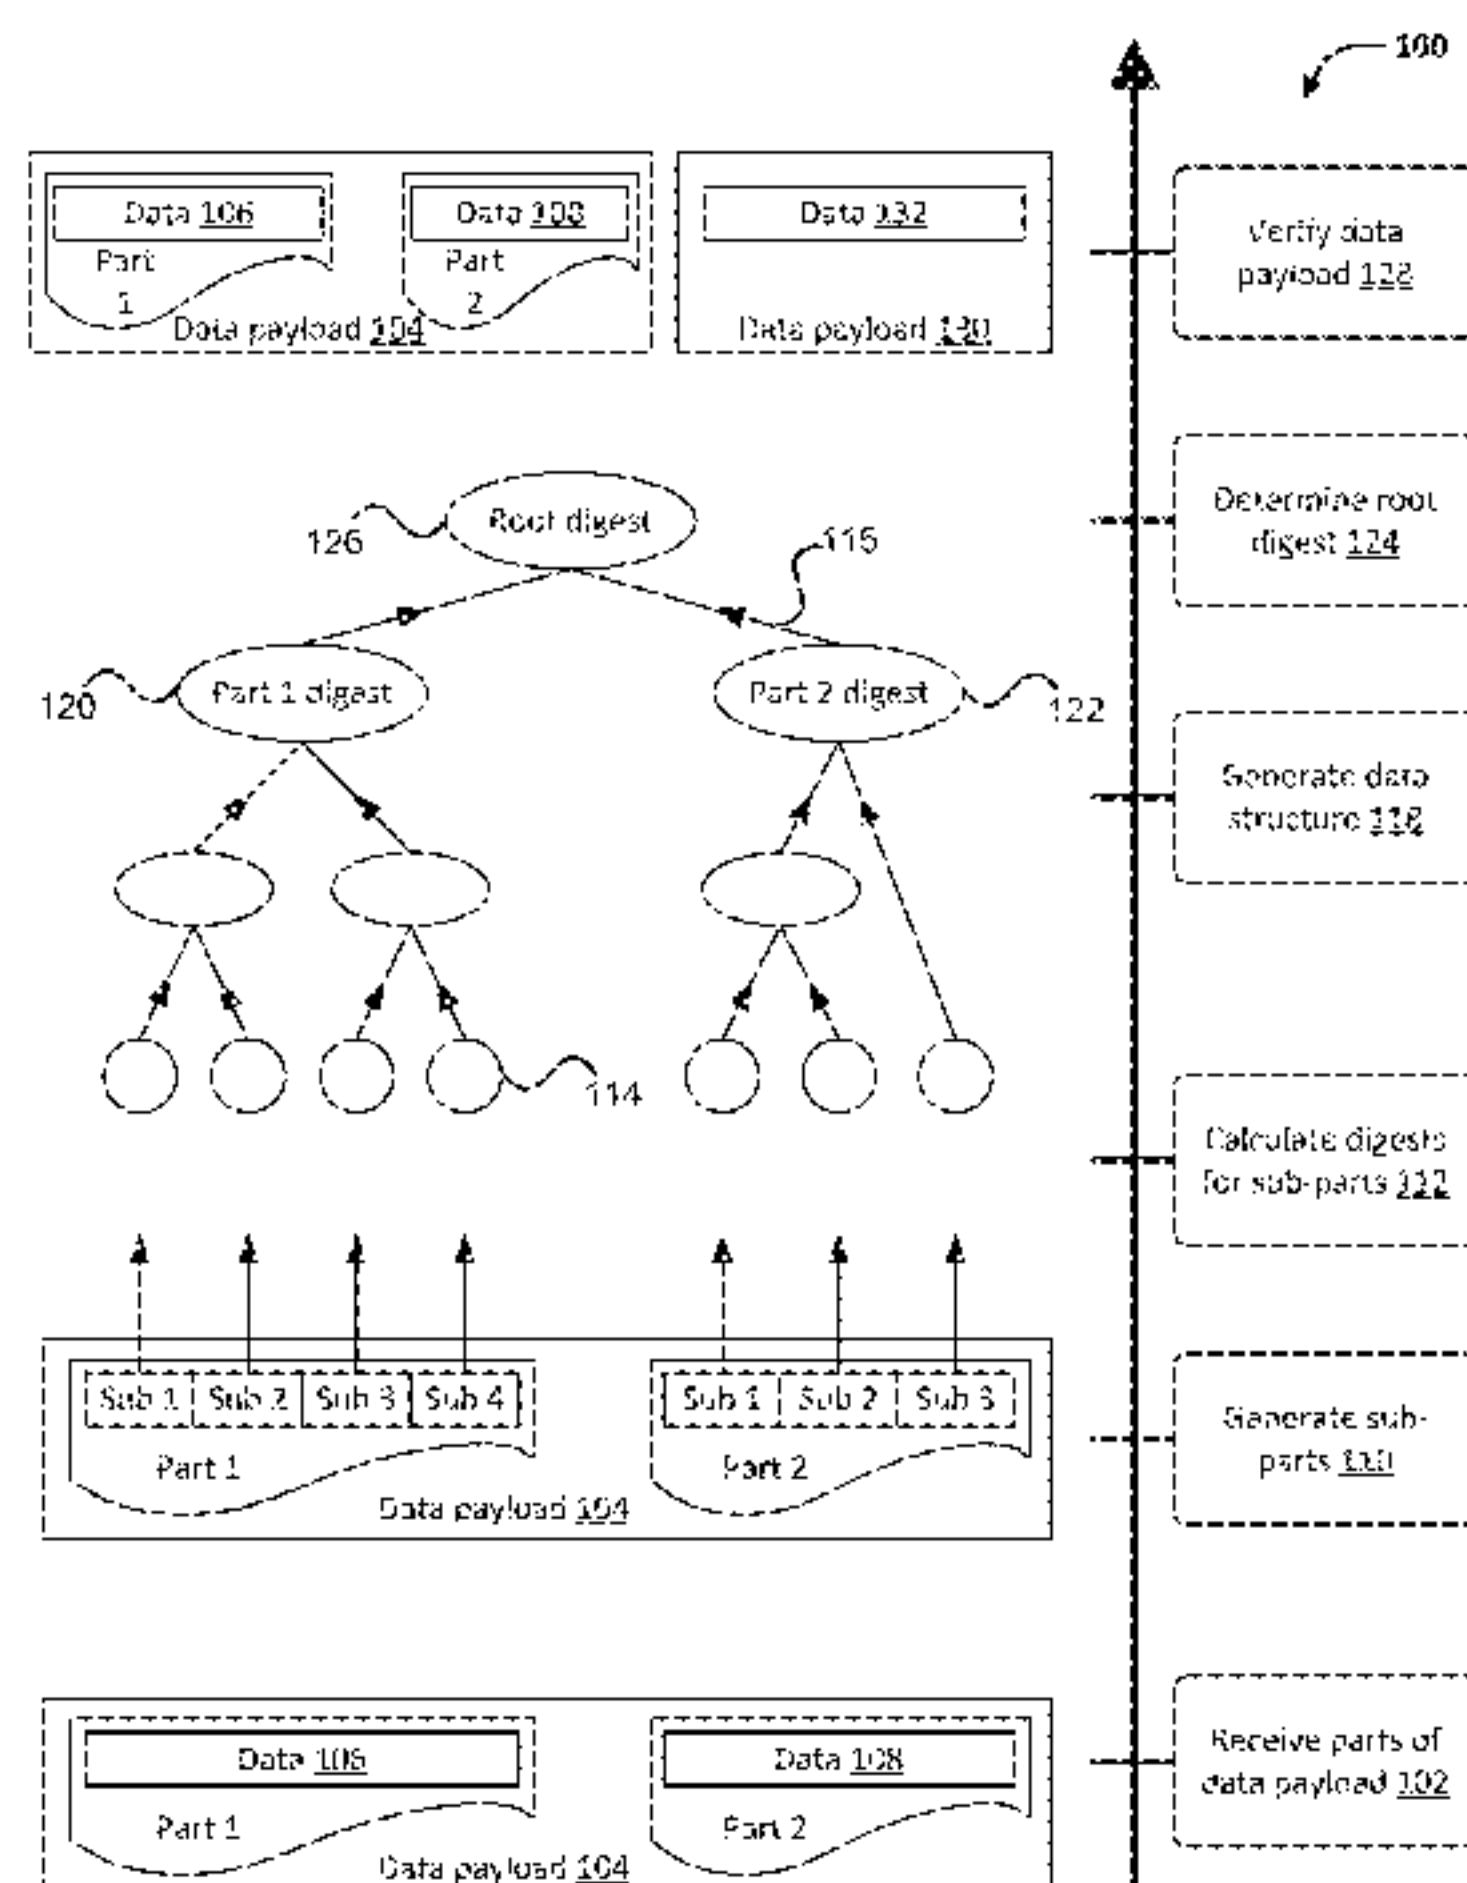 100
Data 106
Data 108
Data 132
Part
1
Part
2
Data payload 104
Data payload 130
Verify data
payload 128
Root digest
126
116
Determine root
digest 124
Part 1 digest
Part 2 digest
120
122
Generate data
structure 118
114
Calculate digests
for sub-parts 112
Sub 1
Sub 2
Sub 3
Sub 4
Sub 1
Sub 2
Sub 3
Part 1
Part 2
Data payload 104
Generate sub-
parts 110
Data 106
Data 108
Part 1
Part 2
Data payload 104
Receive parts of
data payload 102